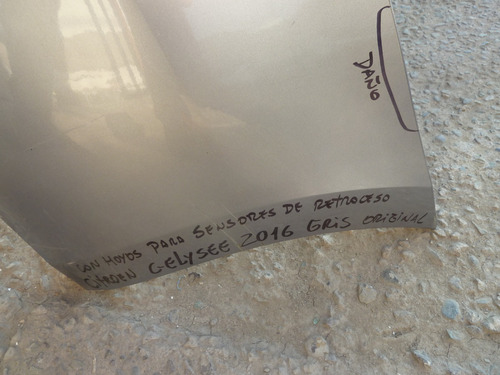 DAÑO
CON HOYOS PARA SENSORES DE RETROCESO
CITROEN C-ELYSEE 2016 GRIS ORIGINAL